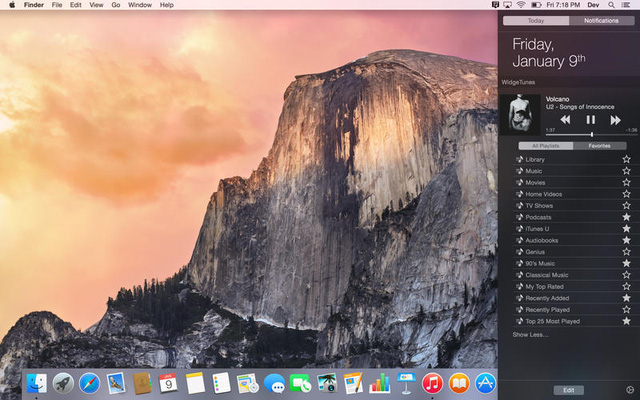 Finder File Edit View Go Window Help
Fri 7:18 PM Dev
Today Notifications
Friday,
January 9th
WidgeTunes
Volcano
U2 - Songs of Innocence
1:57 -1:36
All Playlists Favorites
Library
Music
Movies
Home Videos
TV Shows
Podcasts
iTunes U
Audiobooks
Genius
90's Music
Classical Music
My Top Rated
Recently Added
Recently Played
Top 25 Most Played
Show Less...
9
Edit